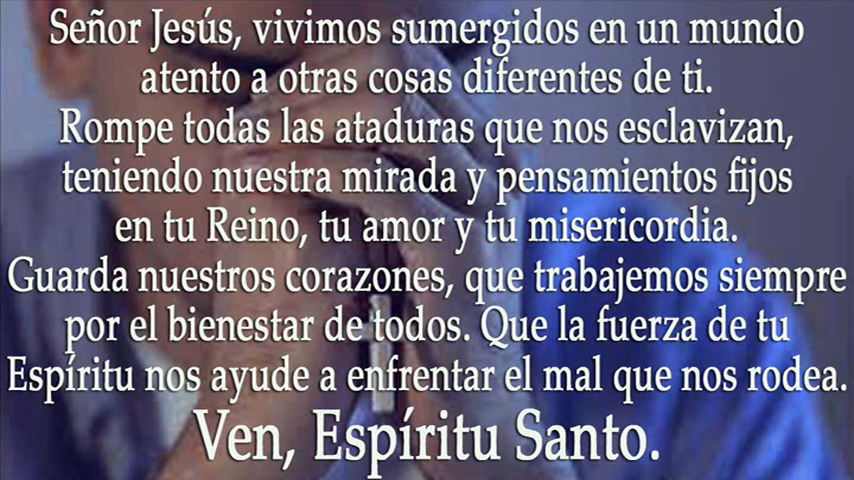 Señor Jesús, vivimos sumergidos en un mundo
atento a otras cosas diferentes de ti.
Rompe todas las ataduras que nos esclavizan,
teniendo nuestra mirada y pensamientos fijos
en tu Reino, tu amor y tu misericordia.
Guarda nuestros corazones, que trabajemos siempre
por el bienestar de todos. Que la fuerza de tu
Espíritu nos ayude a enfrentar el mal que nos rodea.
Ven, Espíritu Santo.